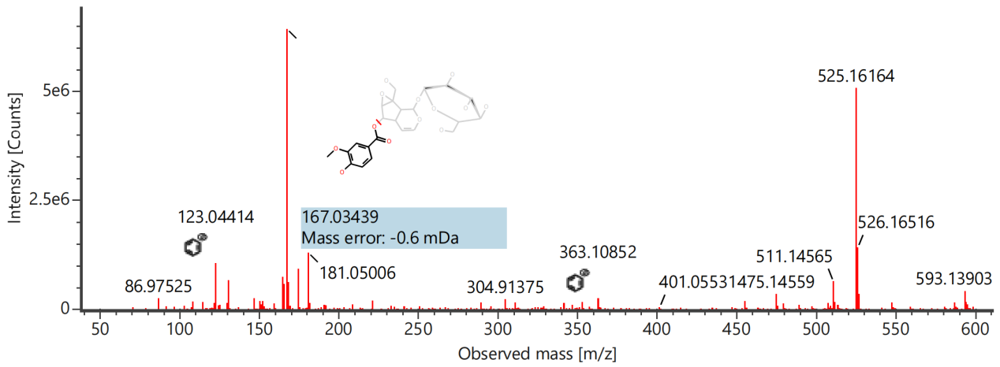 Intensity [Counts]
5e6
2.5e6
0
123.04414
86.97525
167.03439
Mass error: -0.6 mDa
181.05006
304.91375
363.10852
401.05531475.14559
511.14565
525.16164
526.16516
593.13903
O
O
O
O
O
O
O
O
O
O
O
O
O
50
100
150
200
250
300
350
400
450
500
550
600
Observed mass [m/z]